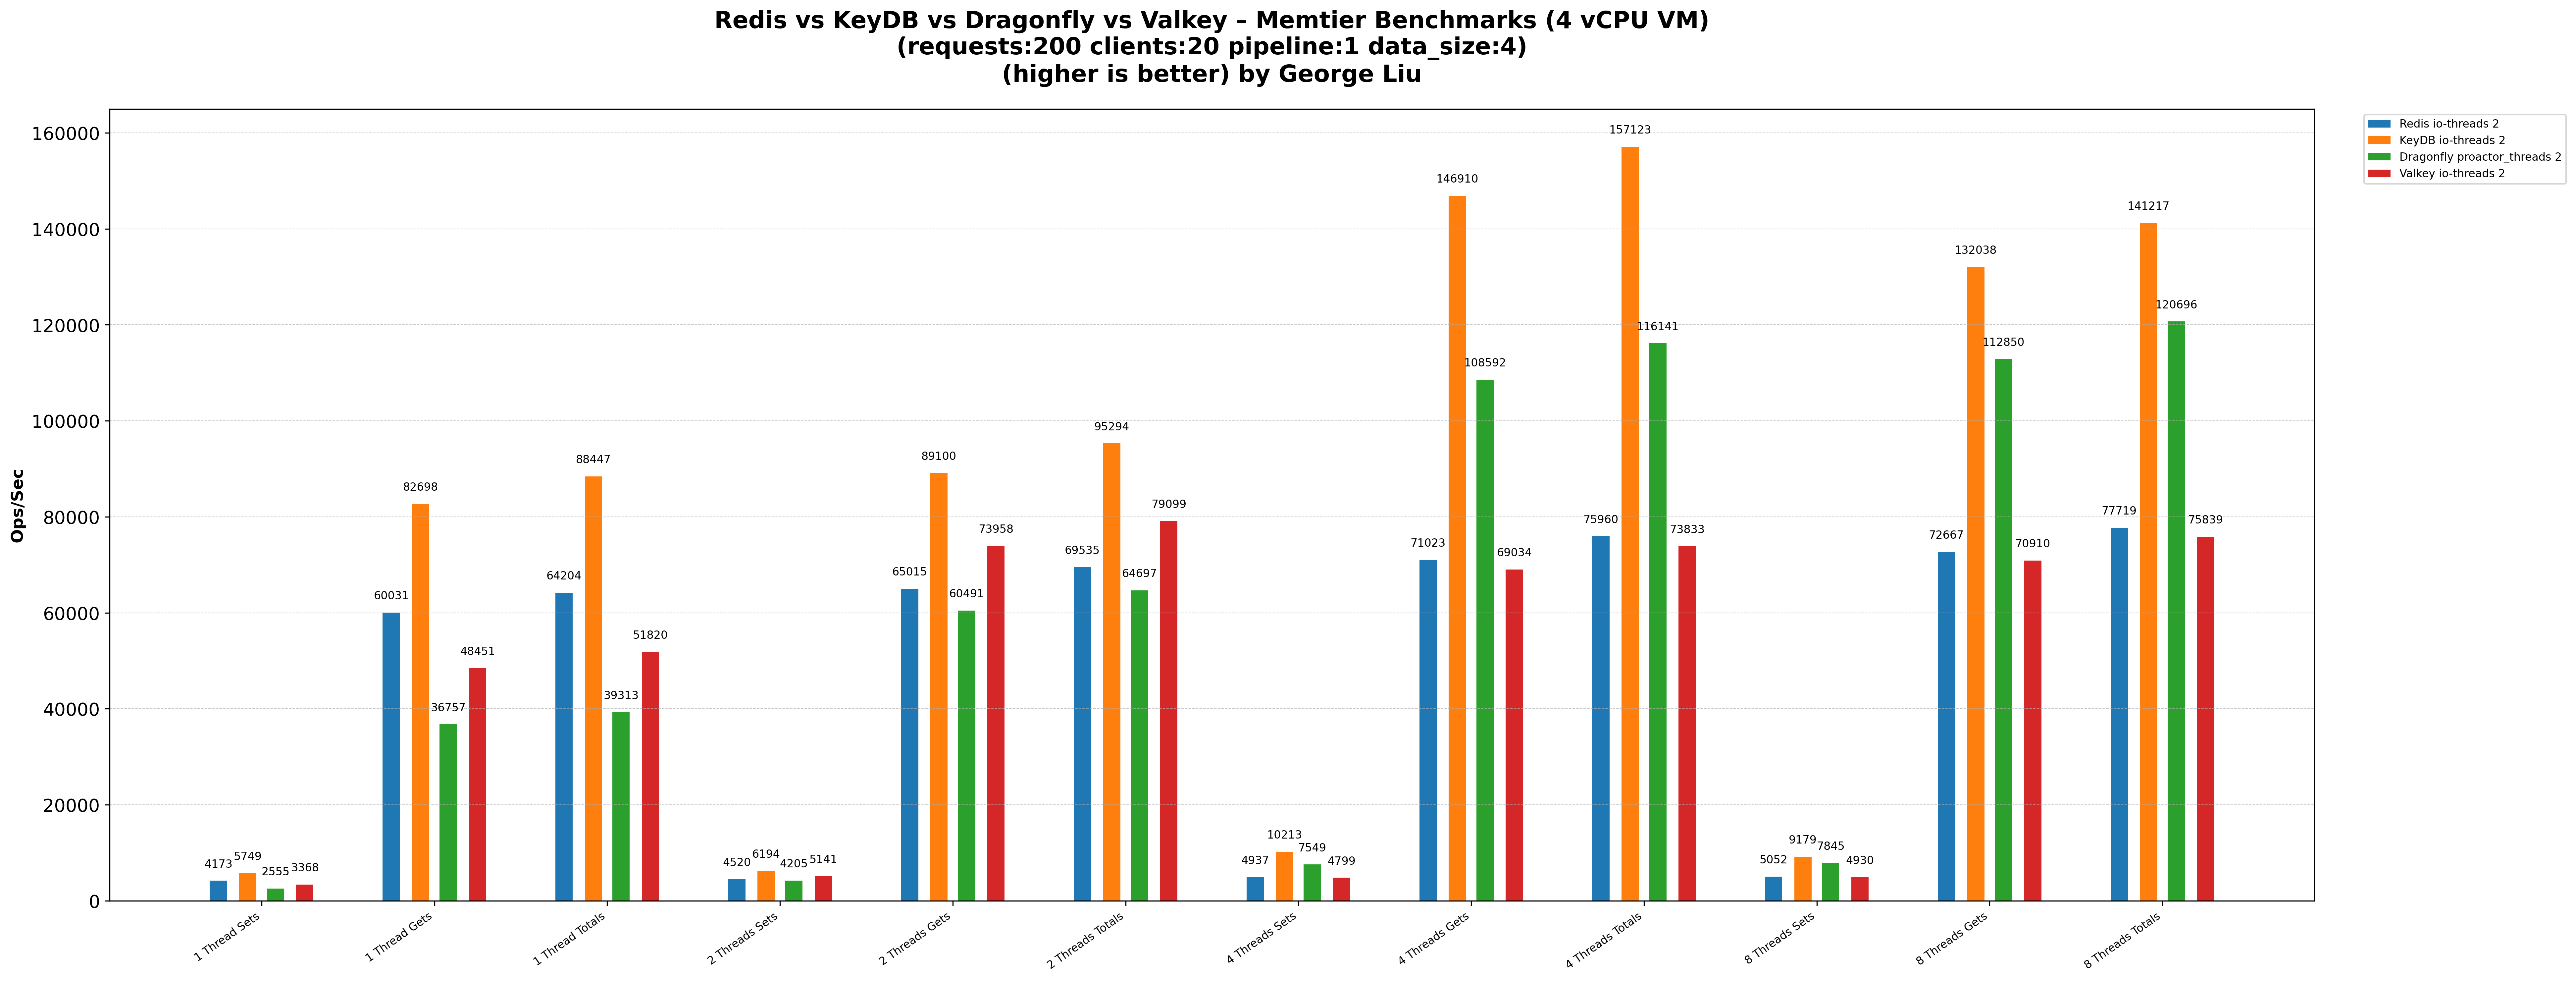 Redis vs KeyDB vs Dragonfly vs Valkey – Memtier Benchmarks (4 vCPU VM)
(requests:200 clients:20 pipeline:1 data_size:4)
(higher is better) by George Liu
Redis io-threads 2
KeyDB io-threads 2
Dragonfly proactor_threads 2
Valkey io-threads 2
Ops/Sec
160000
140000
120000
100000
80000
60000
40000
20000
0
4173
5749
2555
3368
60031
82698
36757
48451
64204
88447
39313
51820
4520
6194
4205
5141
65015
89100
60491
73958
69535
95294
64697
79099
4937
10213
7549
4799
71023
146910
108592
69034
75960
157123
116141
73833
5052
9179
7845
4930
72667
132038
112850
70910
77719
141217
120696
75839
1 Thread Sets
1 Thread Gets
1 Thread Totals
2 Threads Sets
2 Threads Gets
2 Threads Totals
4 Threads Sets
4 Threads Gets
4 Threads Totals
8 Threads Sets
8 Threads Gets
8 Threads Totals